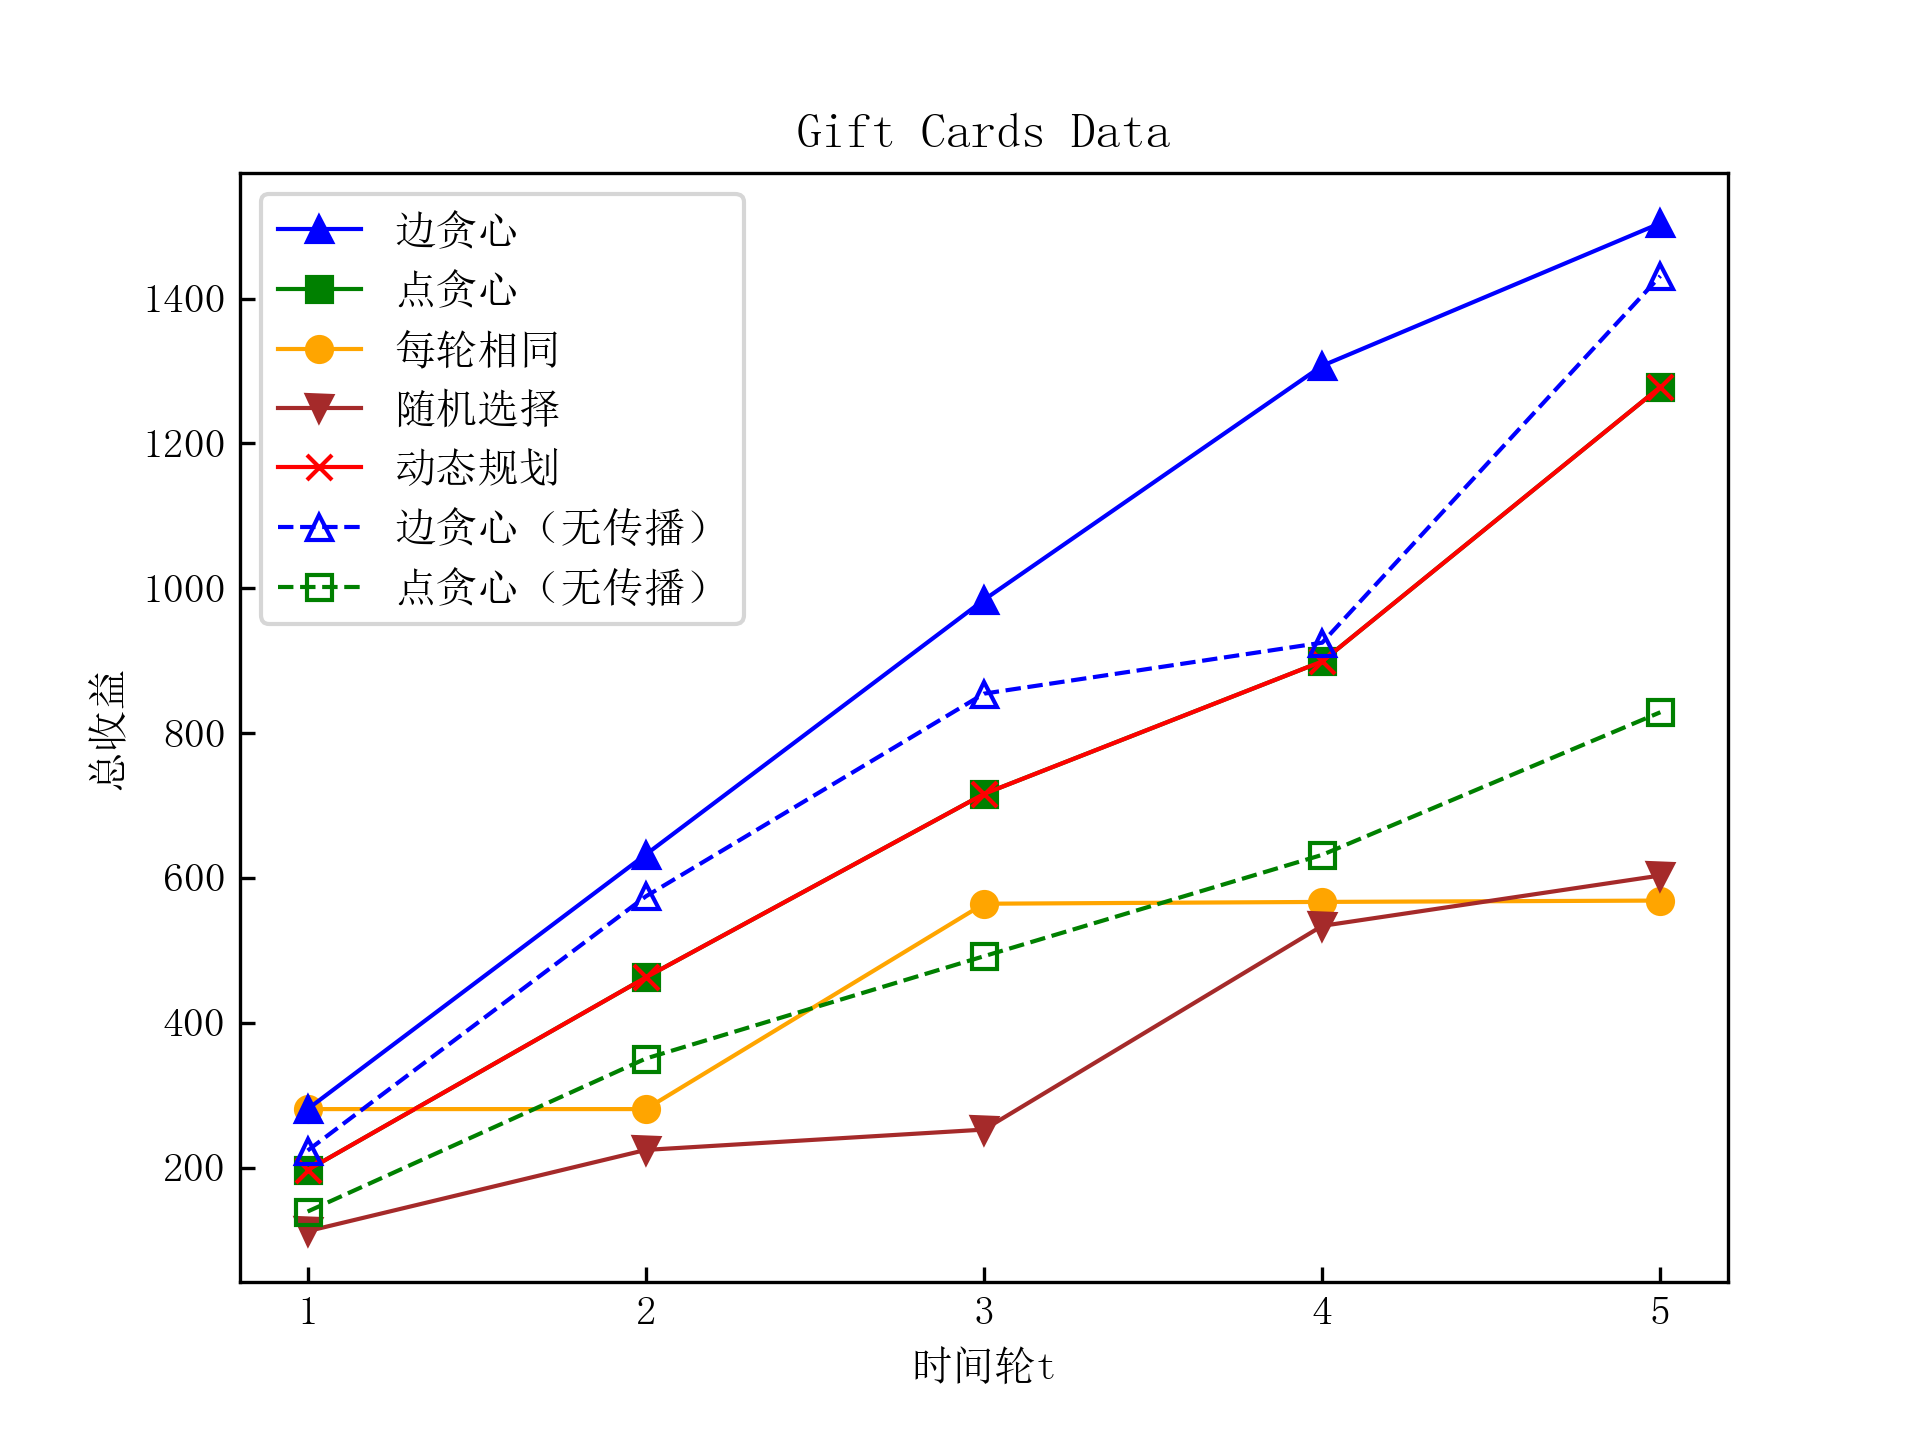 Gift Cards Data
边贪心
点贪心
每轮相同
随机选择
动态规划
边贪心（无传播）
点贪心（无传播）
1400
1200
1000
800
600
400
200
总收益
1 2 3 4 5
时间轮t